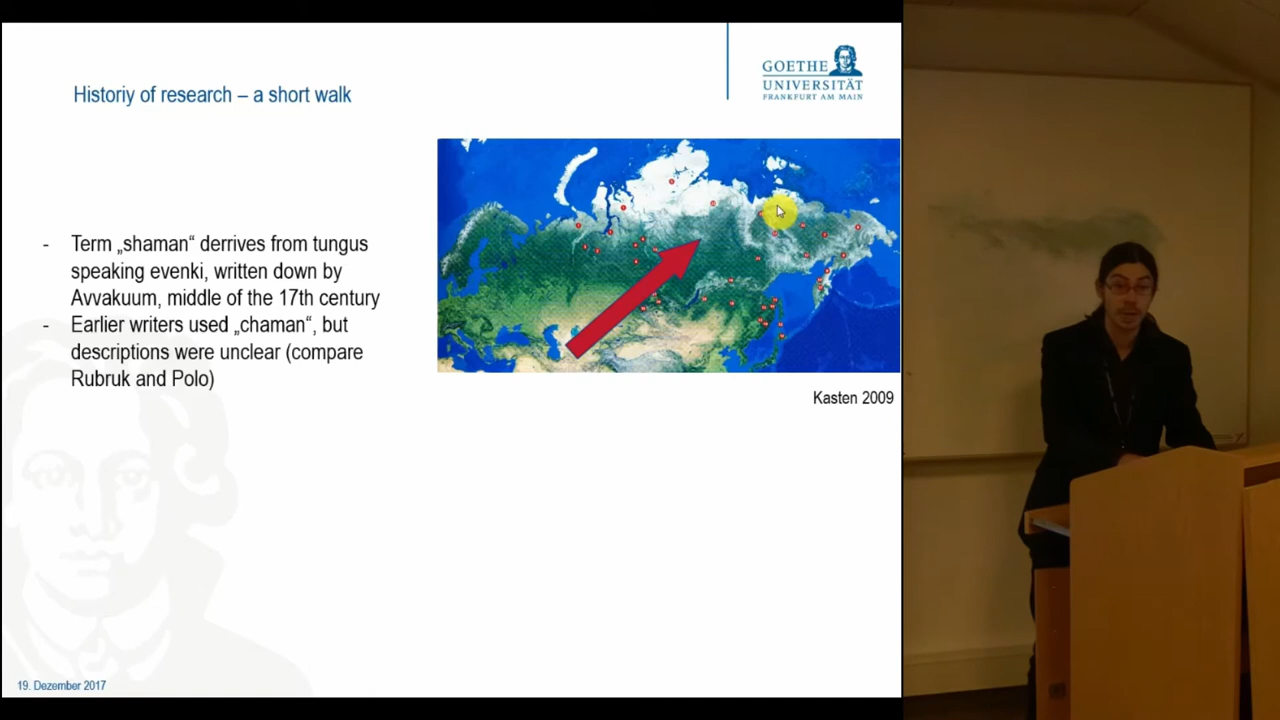 GOETHE
UNIVERSITÄT
FRANKFURT AM MAIN
Historiy of research – a short walk
- Term „shaman“ derrives from tungus
speaking evenki, written down by
Avvakuum, middle of the 17th century
- Earlier writers used „chaman“, but
descriptions were unclear (compare
Rubruk and Polo)
Kasten 2009
19. Dezember 2017